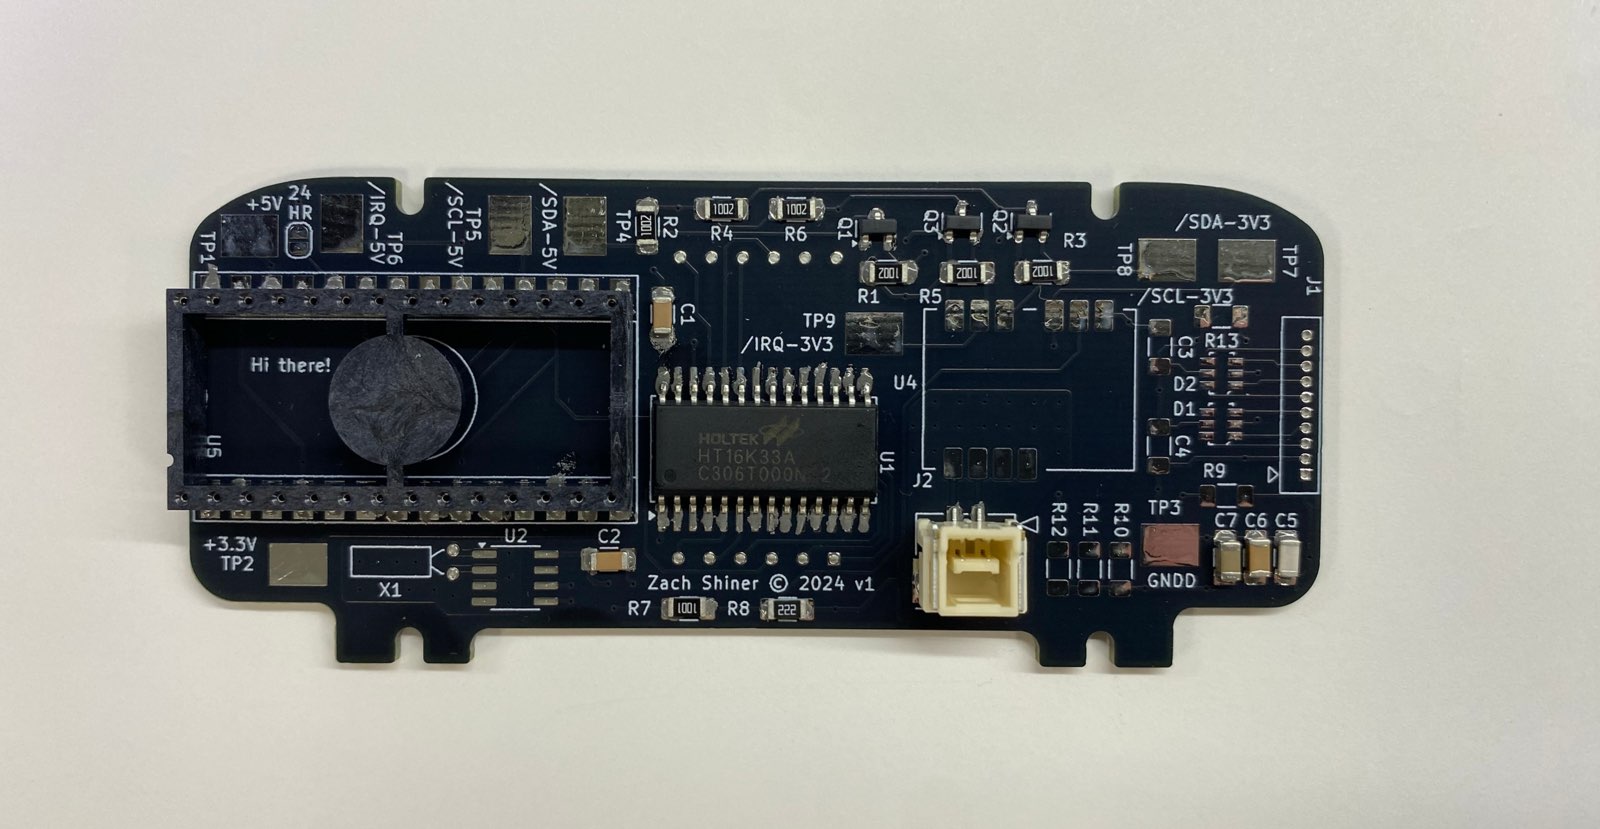 +5V
24
HR
TP1
/IRQ-5V
TP6
/SCL-5V
TP5
/SDA-5V
TP4
R2
1002
1002
R4
1002
R6
Q1
Q3
Q2
R3
2001
R1
2001
R5
2001
TP8
/SDA-3V3
TP7
/SCL-3V3
J1
C1
TP9
/IRQ-3V3
U4
C3
R13
D2
D1
C4
R9
Hi there!
U5
HOLTEK
HT16K33A
U1
J2
+3.3V
TP2
X1
U2
C2
Zach Shiner © 2024 v1
R7
1001
R8
222
R12
R11
R10
TP3
GNDD
C7
C6
C5